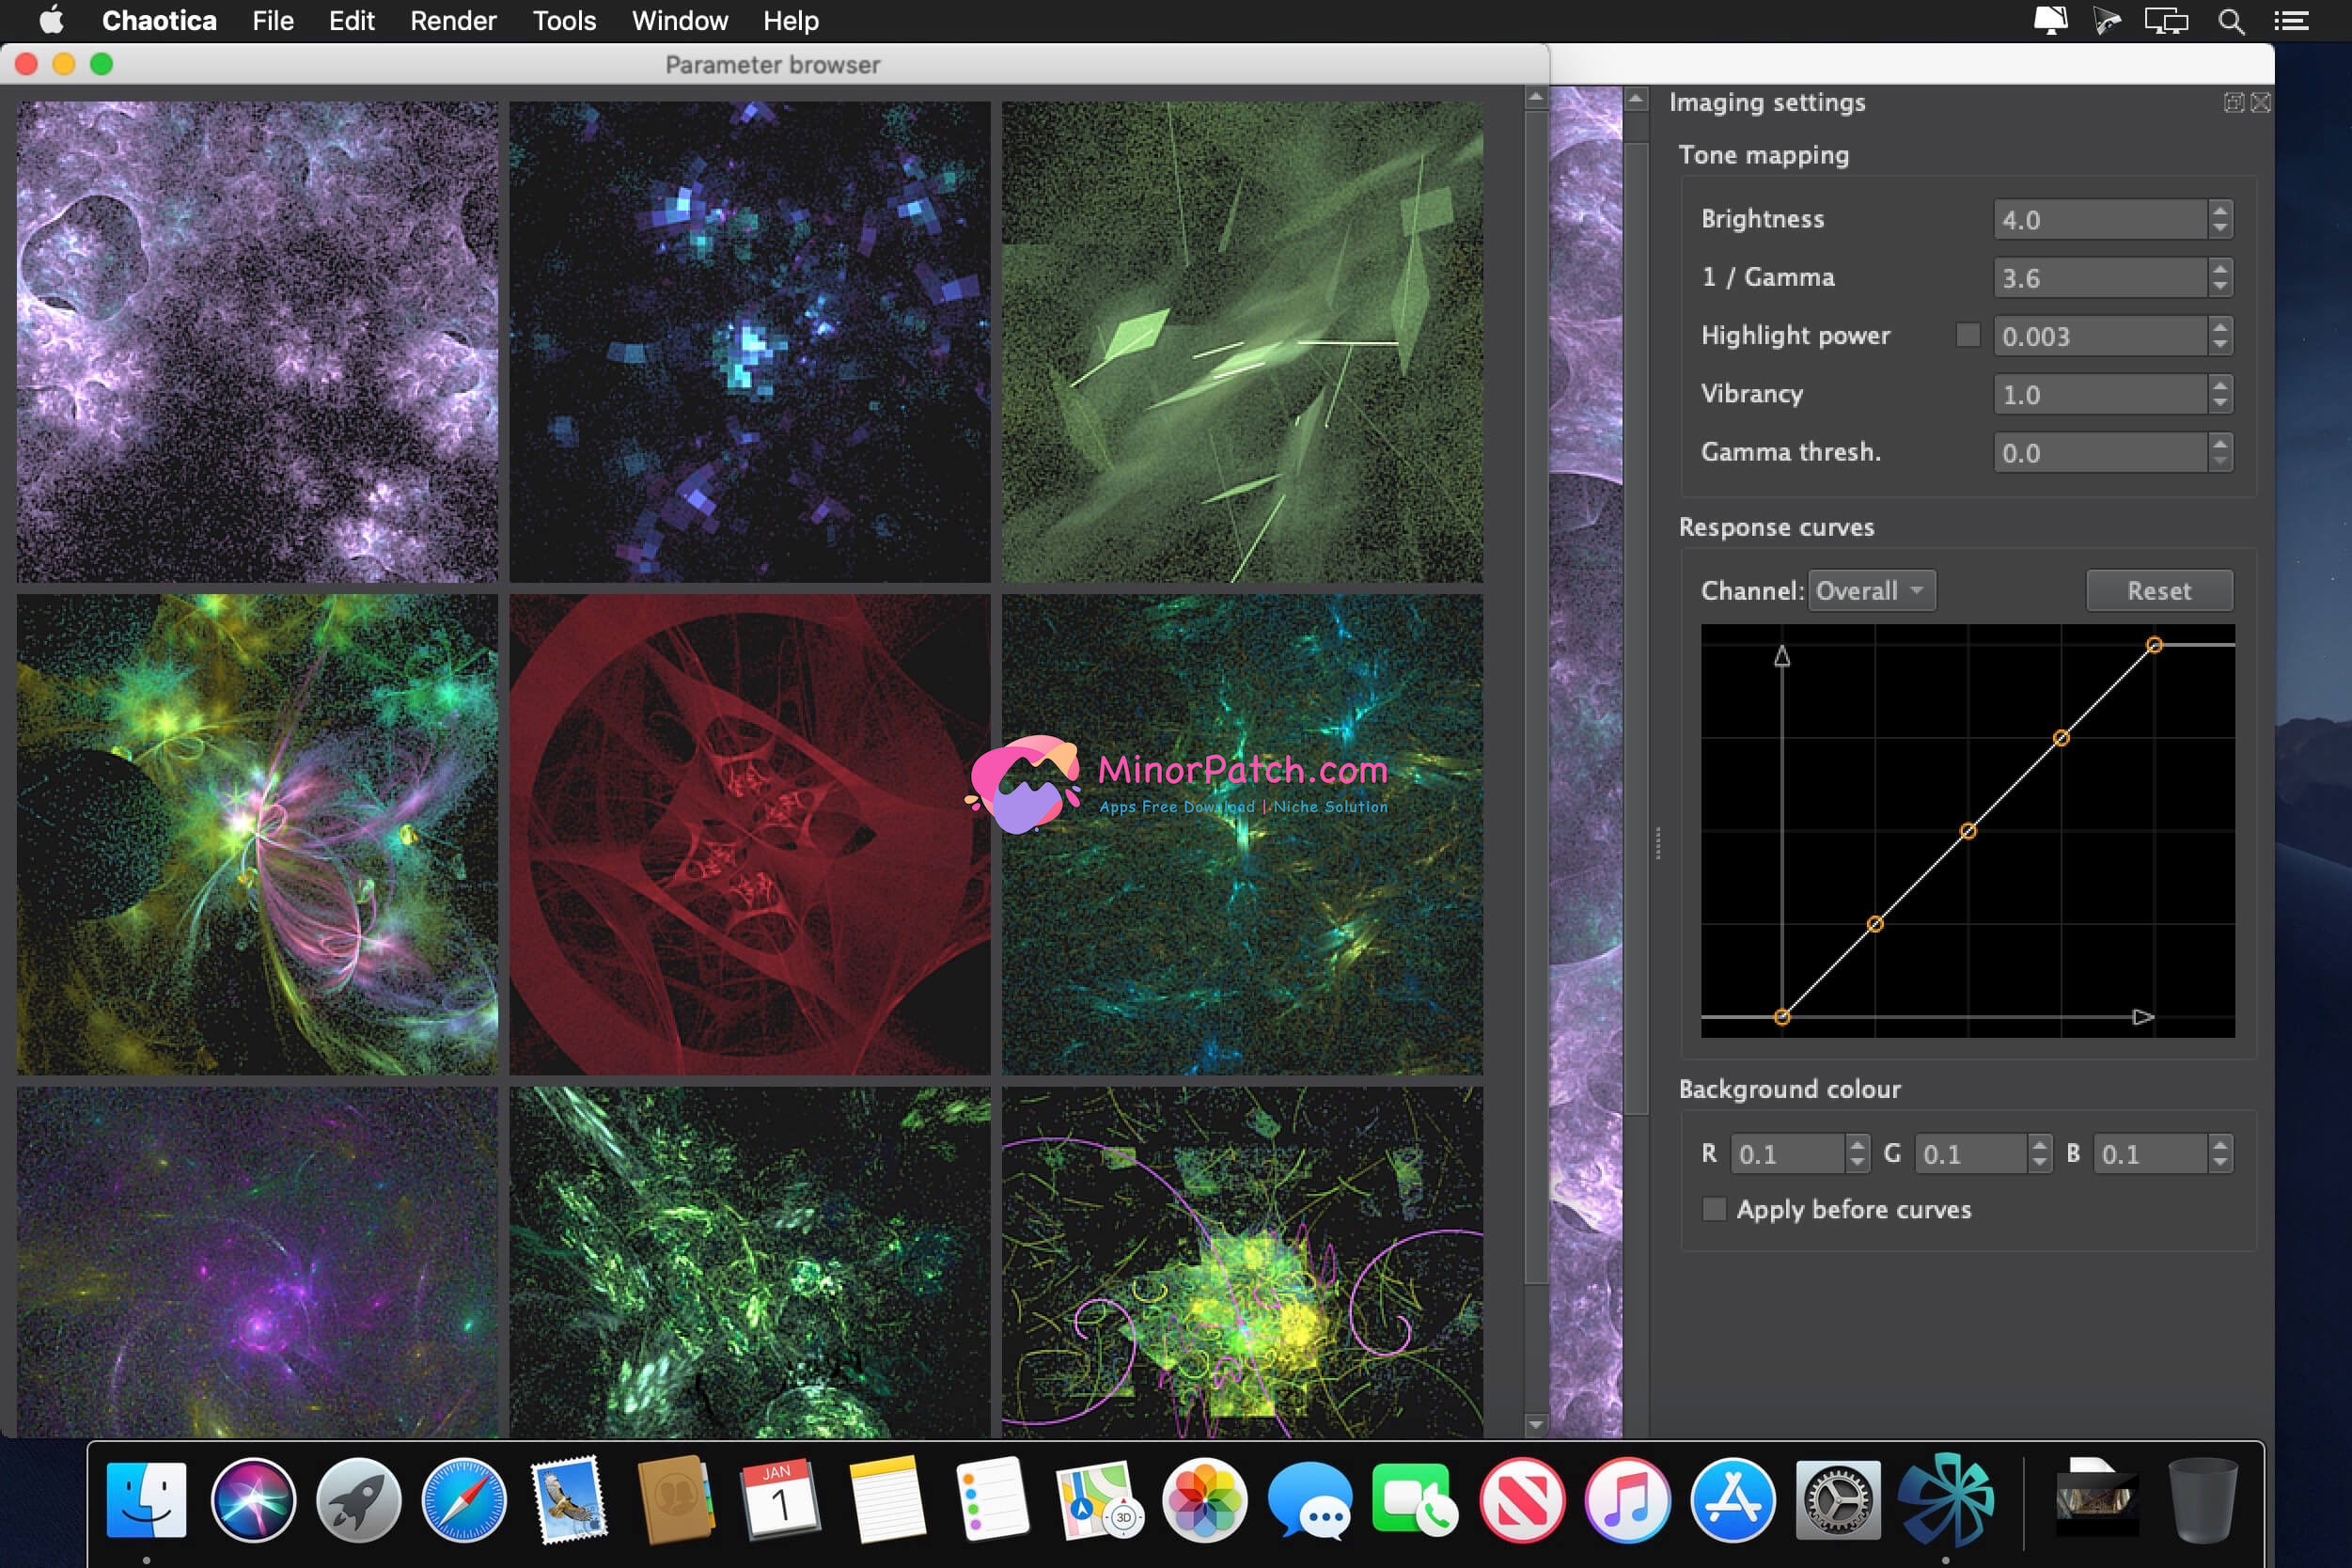 Chaotica File Edit Render Tools Window Help
Parameter browser
Imaging settings
Tone mapping
Brightness 4.0
1 / Gamma 3.6
Highlight power 0.003
Vibrancy 1.0
Gamma thresh. 0.0
Response curves
Channel: Overall Reset
MinorPatch.com
Apps Free Download | Niche Solution
Background colour
R 0.1 G 0.1 B 0.1
Apply before curves
JAN
1
3D